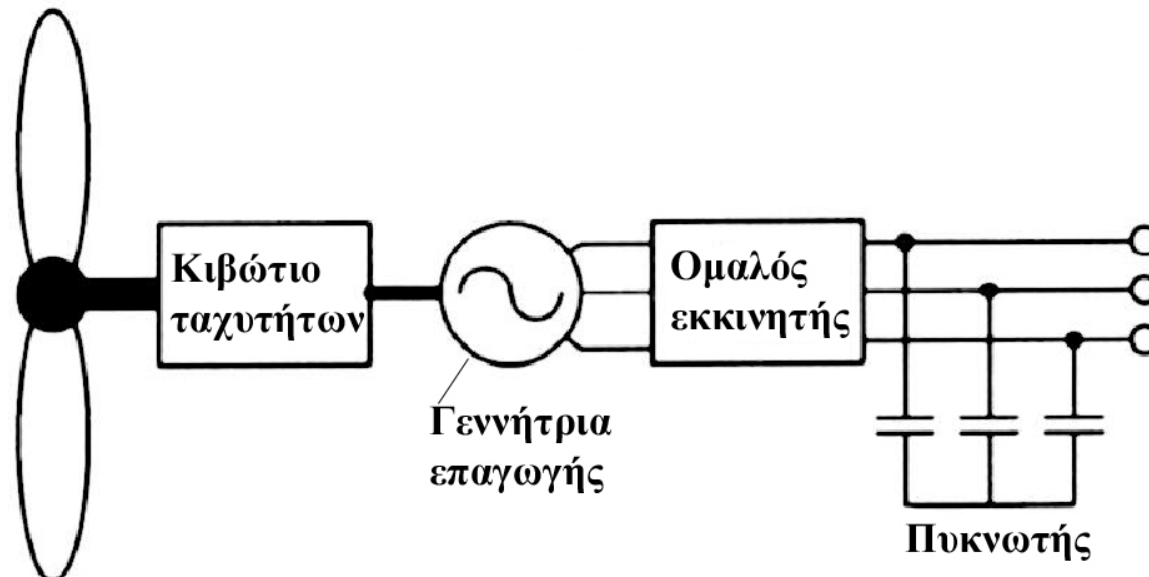 Κιβώτιο
ταχυτήτων
Γεννήτρια
επαγωγής
Ομαλός
εκκινητής
Πυκνωτής